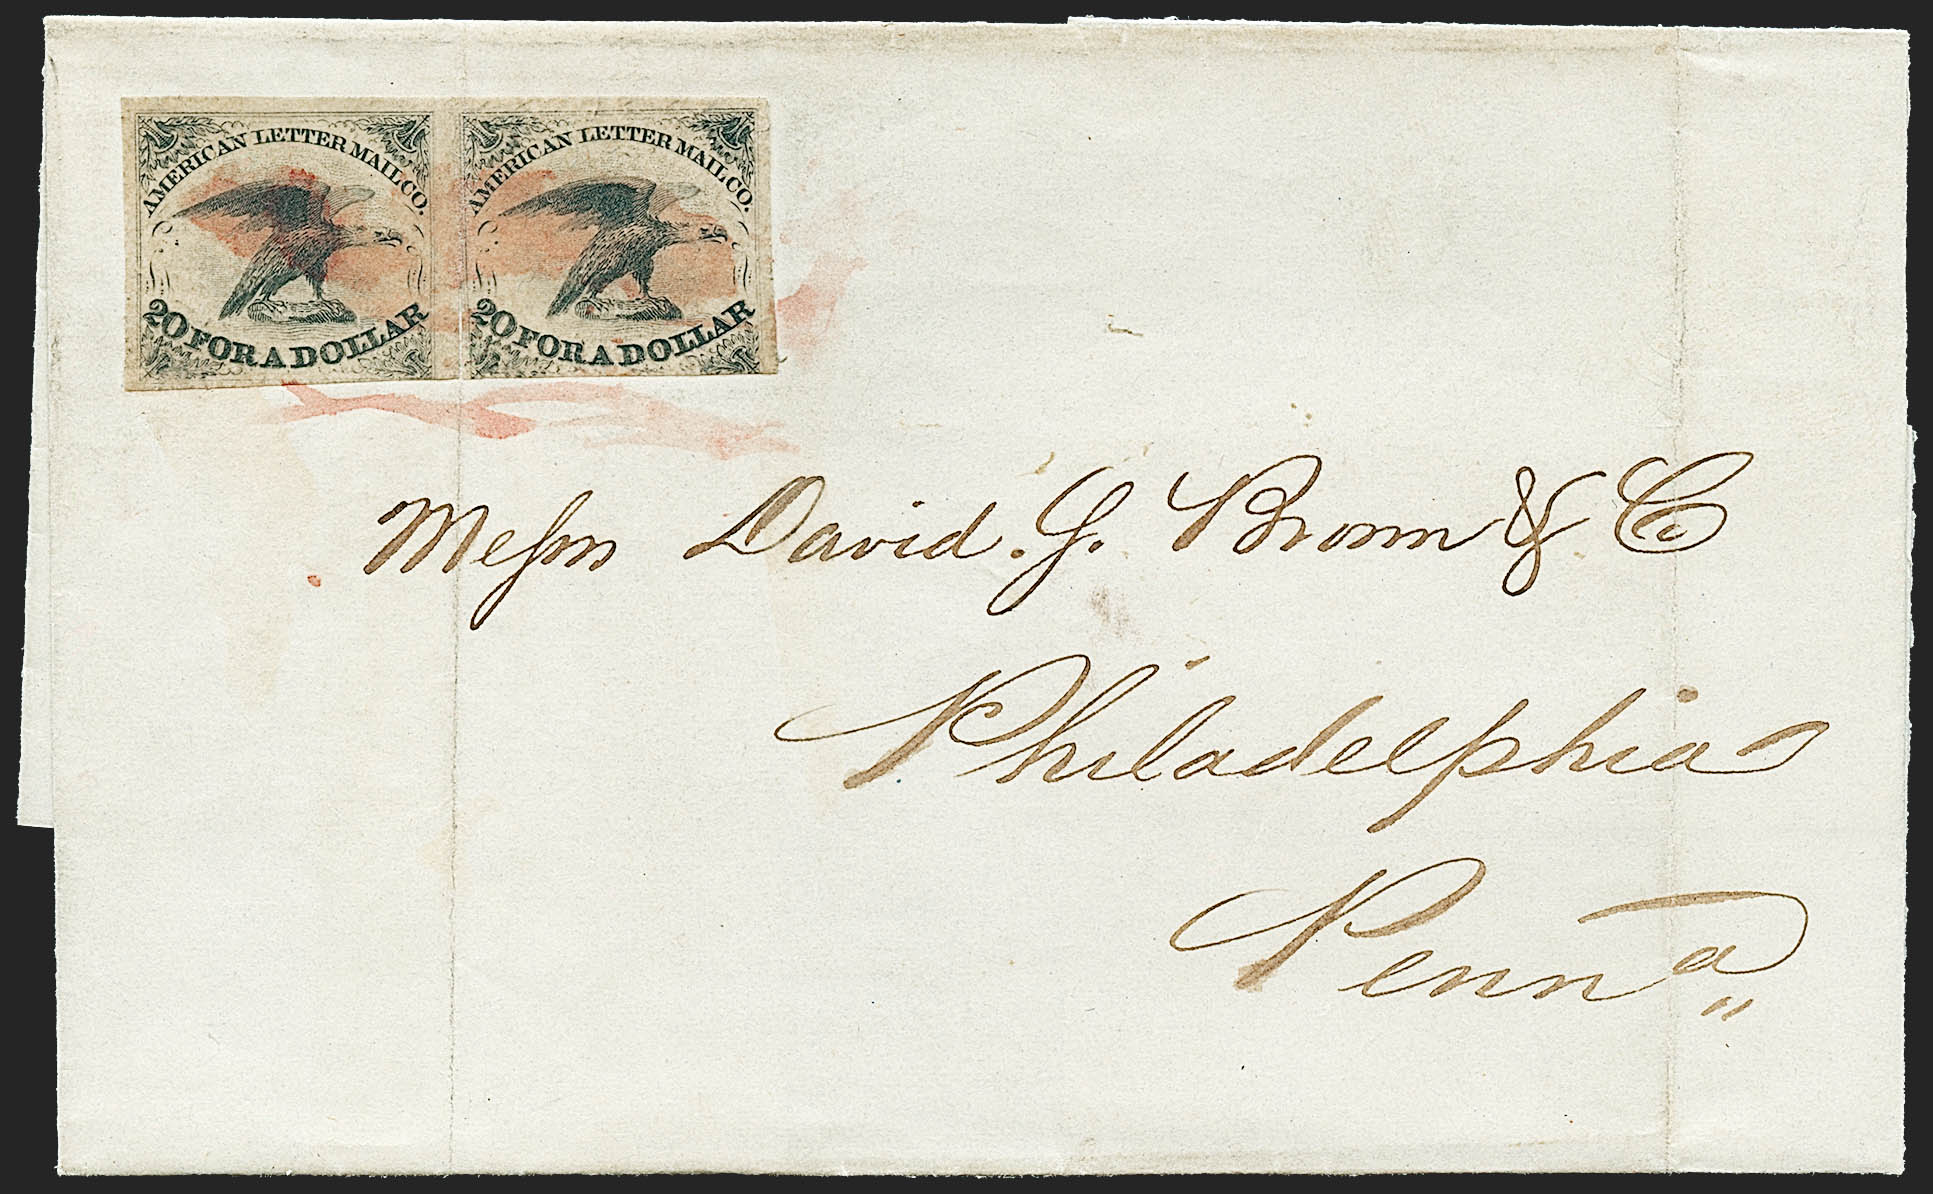 AMERICAN LETTER MAIL CO.
20 FOR A DOLLAR
AMERICAN LETTER MAIL CO.
20 FOR A DOLLAR
Messrs David. S. Brown & Co
Philadelphia
Penna